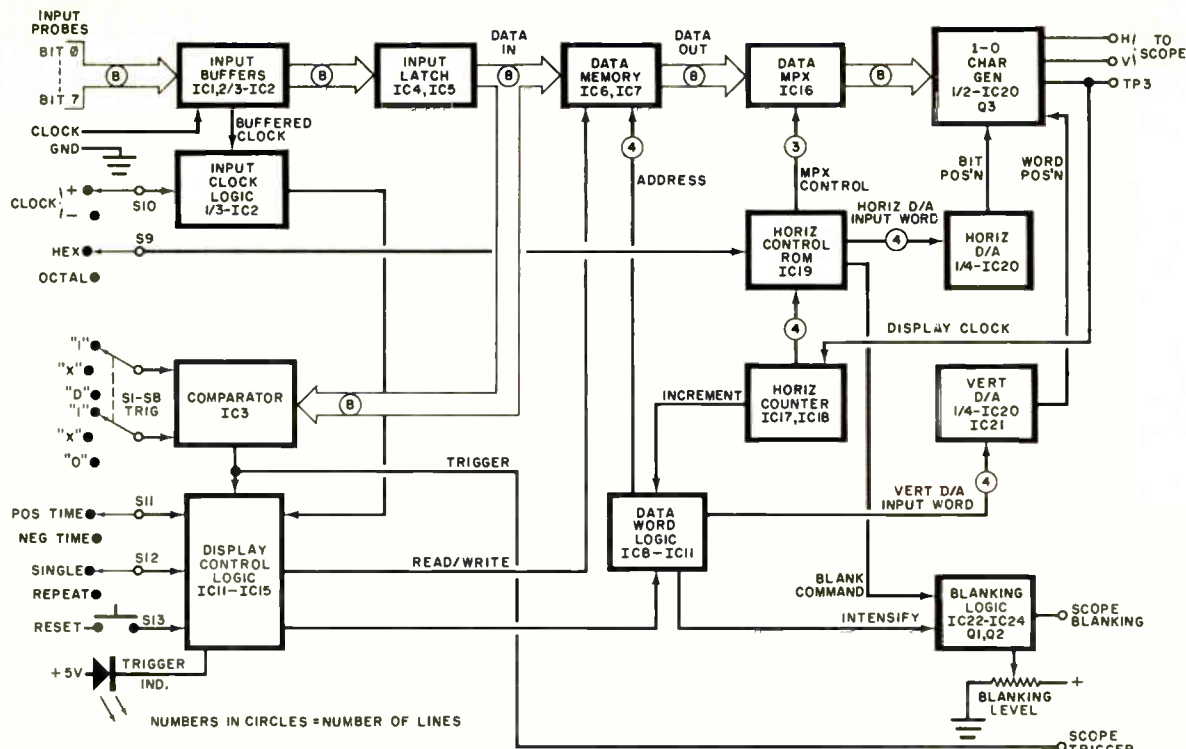 INPUT
PROBES
BIT 0
BIT 7
8
INPUT
BUFFERS
IC1,2/3-IC2
8
INPUT
LATCH
IC4, IC5
DATA
IN
8
DATA
MEMORY
IC6, IC7
DATA
OUT
8
DATA
MPX
IC16
8
1-0
CHAR
GEN
1/2-IC20
Q3
H
V
TO
SCOPE
TP3
CLOCK
GND
BUFFERED
CLOCK
INPUT
CLOCK
LOGIC
1/3-IC2
CLOCK
+
-
S10
4
ADDRESS
3
MPX
CONTROL
BIT
POS'N
WORD
POS'N
HEX
OCTAL
S9
HORIZ
CONTROL
ROM
IC19
HORIZ D/A
INPUT WORD
4
HORIZ
D/A
1/4-IC20
4
DISPLAY CLOCK
"1"
"X"
"D"
"1"
"X"
"0"
S1-S8
TRIG
COMPARATOR
IC3
8
INCREMENT
HORIZ
COUNTER
IC17, IC18
VERT
D/A
1/4-IC20
IC21
TRIGGER
4
VERT D/A
INPUT WORD
POS TIME
NEG TIME
S11
SINGLE
REPEAT
S12
RESET
S13
DISPLAY
CONTROL
LOGIC
IC11-IC15
READ/WRITE
DATA
WORD
LOGIC
IC8-IC11
BLANK
COMMAND
INTENSIFY
BLANKING
LOGIC
IC22-IC24
Q1,Q2
SCOPE
BLANKING
+5V
TRIGGER
IND.
+
BLANKING
LEVEL
NUMBERS IN CIRCLES = NUMBER OF LINES
SCOPE
TRIGGER